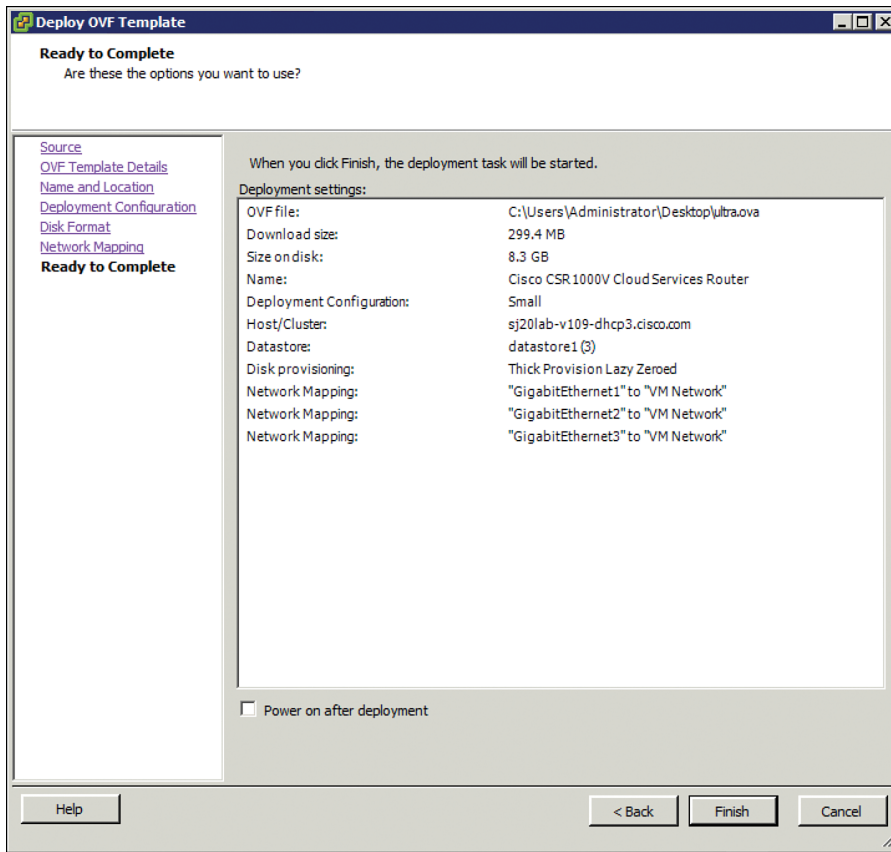 Deploy OVF Template
Ready to Complete
Are these the options you want to use?
Source
OVF Template Details
Name and Location
Deployment Configuration
Disk Format
Network Mapping
Ready to Complete
When you click Finish, the deployment task will be started.
Deployment settings:
OVF file: C:\Users\Administrator\Desktop\ultra.ova
Download size: 299.4 MB
Size on disk: 8.3 GB
Name: Cisco CSR 1000V Cloud Services Router
Deployment Configuration: Small
Host/Cluster: sj20lab-v109-dhcp3.cisco.com
Datastore: datastore1 (3)
Disk provisioning: Thick Provision Lazy Zeroed
Network Mapping: "GigabitEthernet1" to "VM Network"
Network Mapping: "GigabitEthernet2" to "VM Network"
Network Mapping: "GigabitEthernet3" to "VM Network"
Power on after deployment
Help
< Back
Finish
Cancel